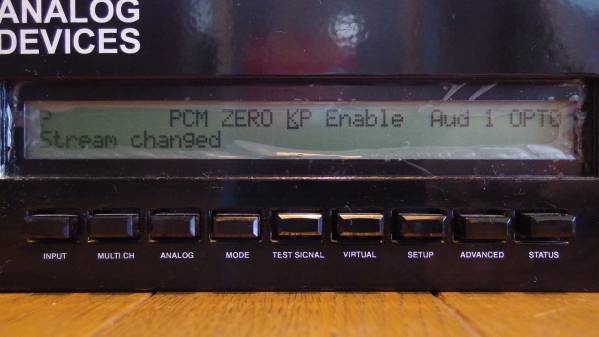 ANALOG
DEVICES
? PCM ZERO KP Enable Aud 1 OPT0
Stream changed
INPUT MULTI CH ANALOG MODE TEST SIGNAL VIRTUAL SETUP ADVANCED STATUS